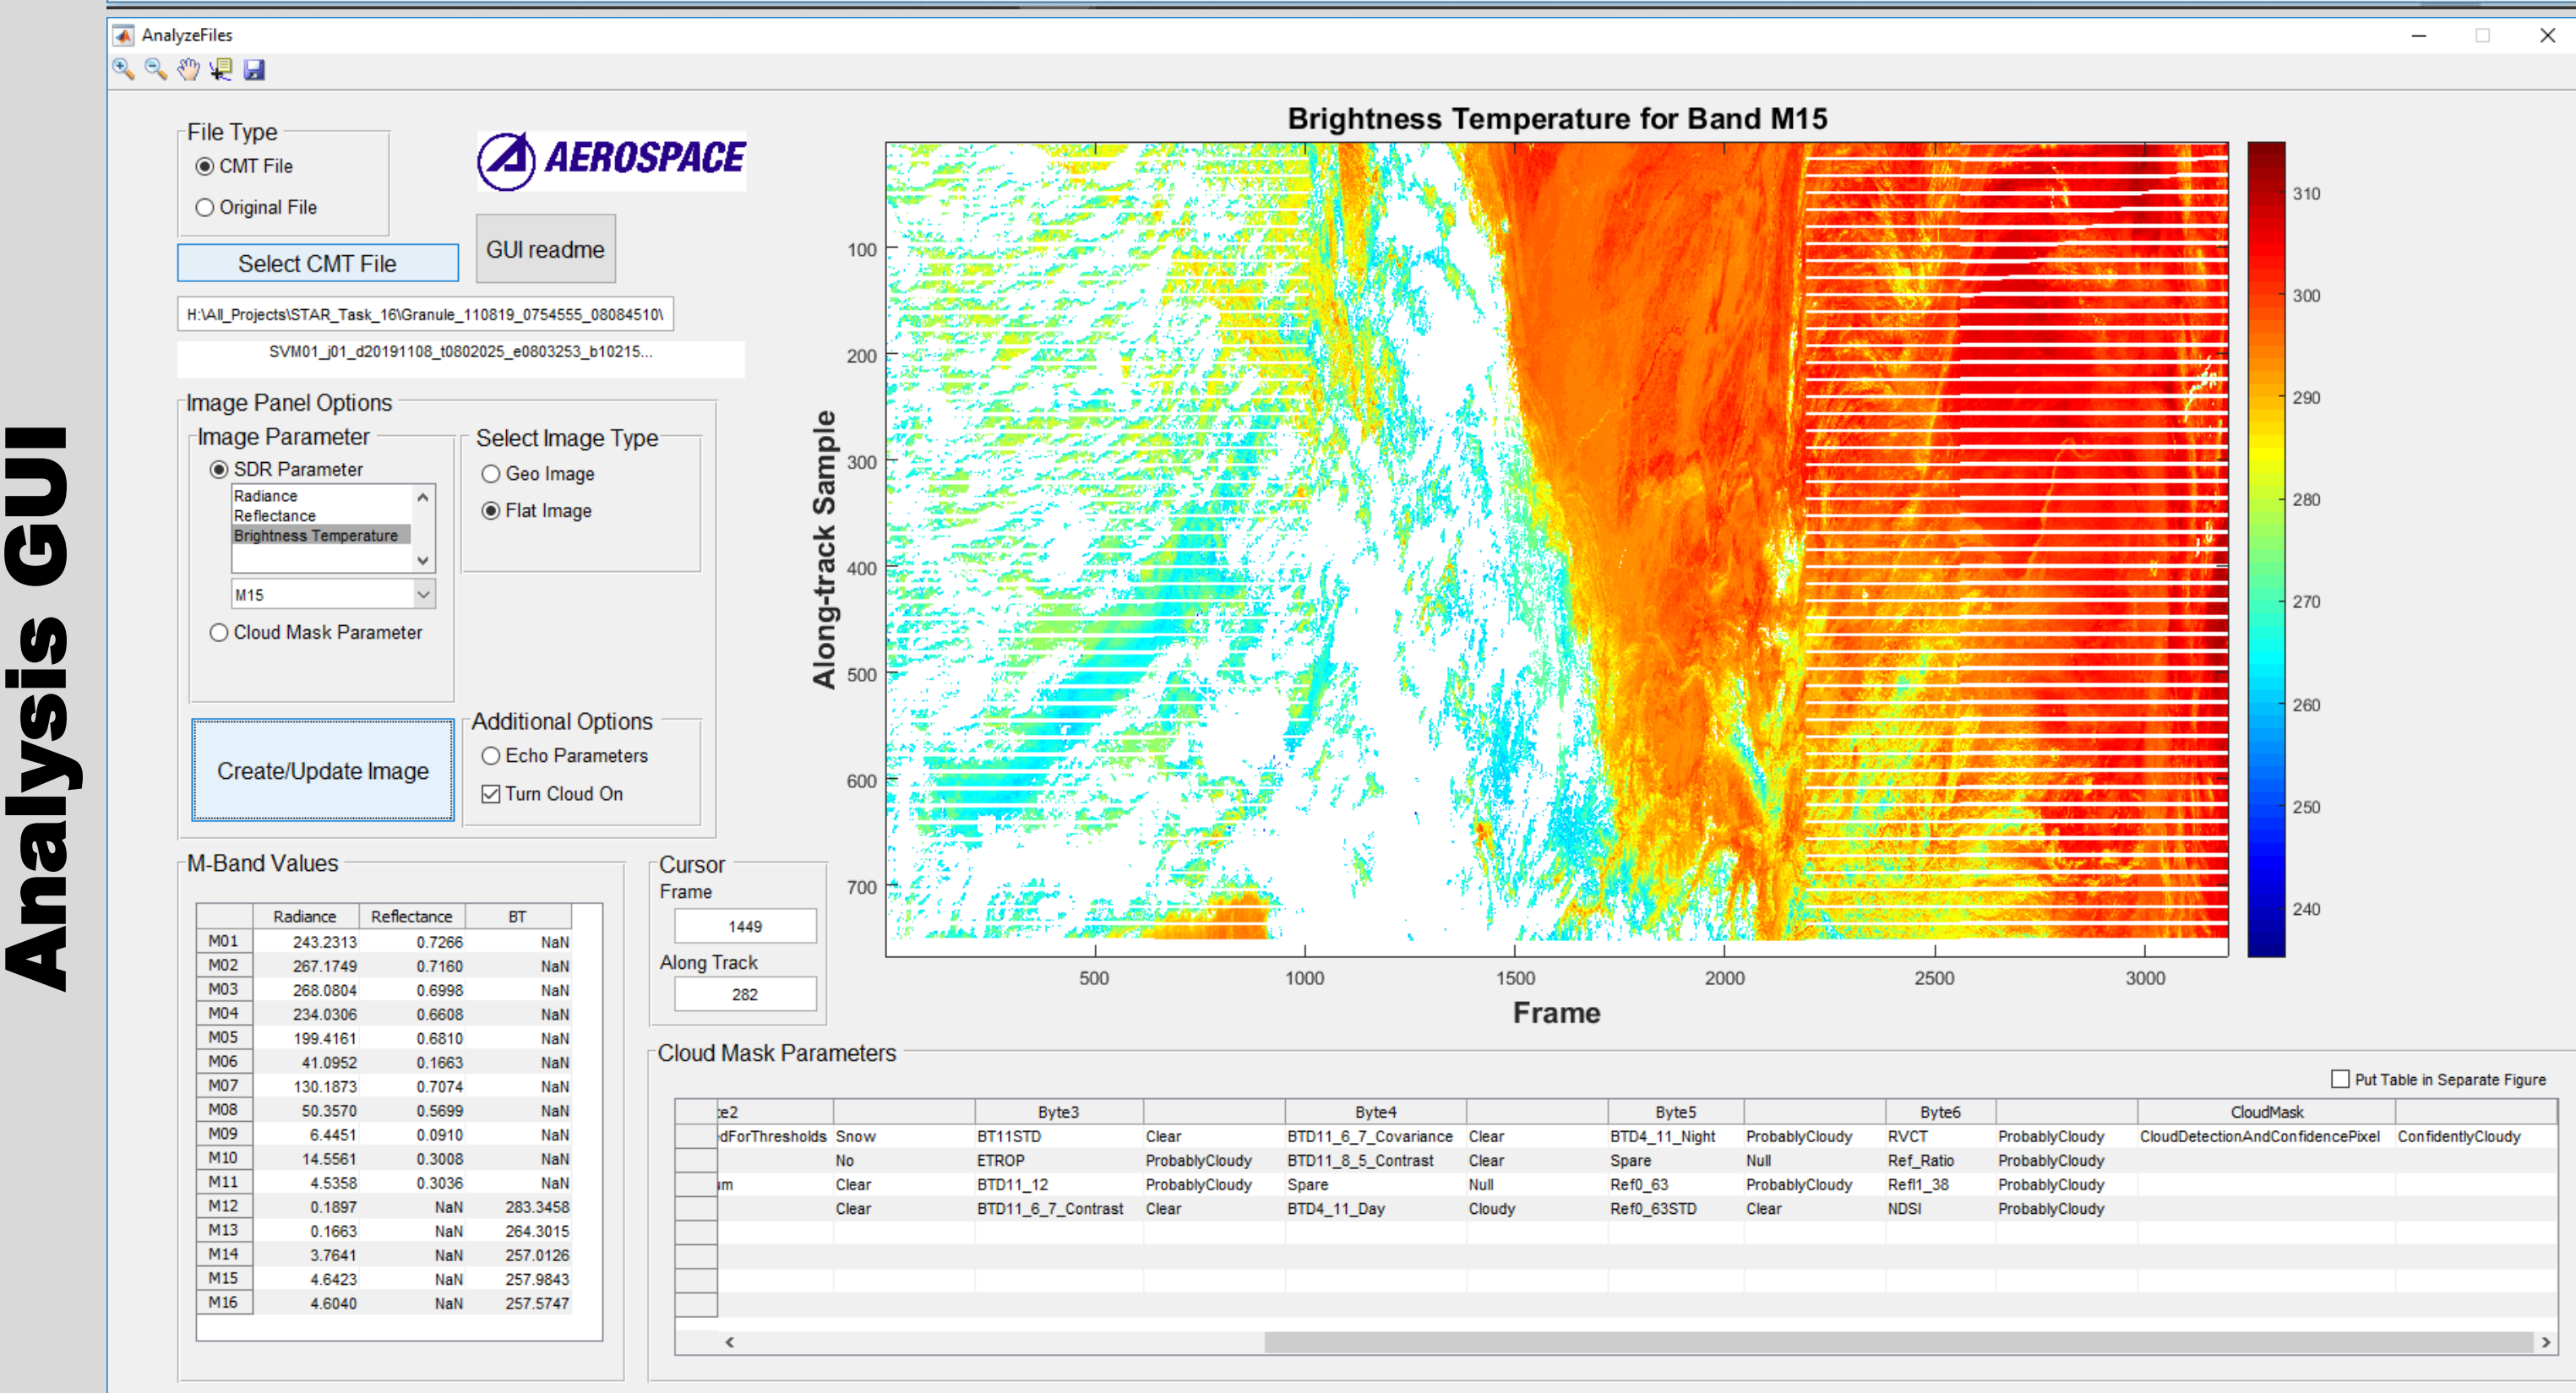 Analysis GUI
AnalyzeFiles
File Type
CMT File
Original File
AEROSPACE
Select CMT File
GUI readme
H:\All_Projects\STAR_Task_16\Granule_110819_0754555_08084510\
SVM01_j01_d20191108_t0802025_e0803253_b10215...
Image Panel Options
Image Parameter
SDR Parameter
Radiance
Reflectance
Brightness Temperature
M15
Cloud Mask Parameter
Select Image Type
Geo Image
Flat Image
Create/Update Image
Additional Options
Echo Parameters
Turn Cloud On
Brightness Temperature for Band M15
Along-track Sample
100
200
300
400
500
600
700
500 1000 1500 2000 2500 3000
Frame
310
300
290
280
270
260
250
240
M-Band Values
Radiance Reflectance BT
M01 243.2313 0.7266 NaN
M02 267.1749 0.7160 NaN
M03 268.0804 0.6998 NaN
M04 234.0306 0.6608 NaN
M05 199.4161 0.6810 NaN
M06 41.0952 0.1663 NaN
M07 130.1873 0.7074 NaN
M08 50.3570 0.5699 NaN
M09 6.4451 0.0910 NaN
M10 14.5561 0.3008 NaN
M11 4.5358 0.3036 NaN
M12 0.1897 NaN 283.3458
M13 0.1663 NaN 264.3015
M14 3.7641 NaN 257.0126
M15 4.6423 NaN 257.9843
M16 4.6040 NaN 257.5747
Cursor
Frame
1449
Along Track
282
Cloud Mask Parameters
Put Table in Separate Figure
te2 Byte3 Byte4 Byte5 Byte6 CloudMask
dForThresholds Snow BT11STD Clear BTD11_6_7_Covariance Clear BTD4_11_Night ProbablyCloudy RVCT ProbablyCloudy CloudDetectionAndConfidencePixel ConfidentlyCloudy
No ETROP ProbablyCloudy BTD11_8_5_Contrast Clear Spare Null Ref_Ratio ProbablyCloudy
m Clear BTD11_12 ProbablyCloudy Spare Null Ref0_63 ProbablyCloudy Refl1_38 ProbablyCloudy
Clear BTD11_6_7_Contrast Clear BTD4_11_Day Cloudy Ref0_63STD Clear NDSI ProbablyCloudy